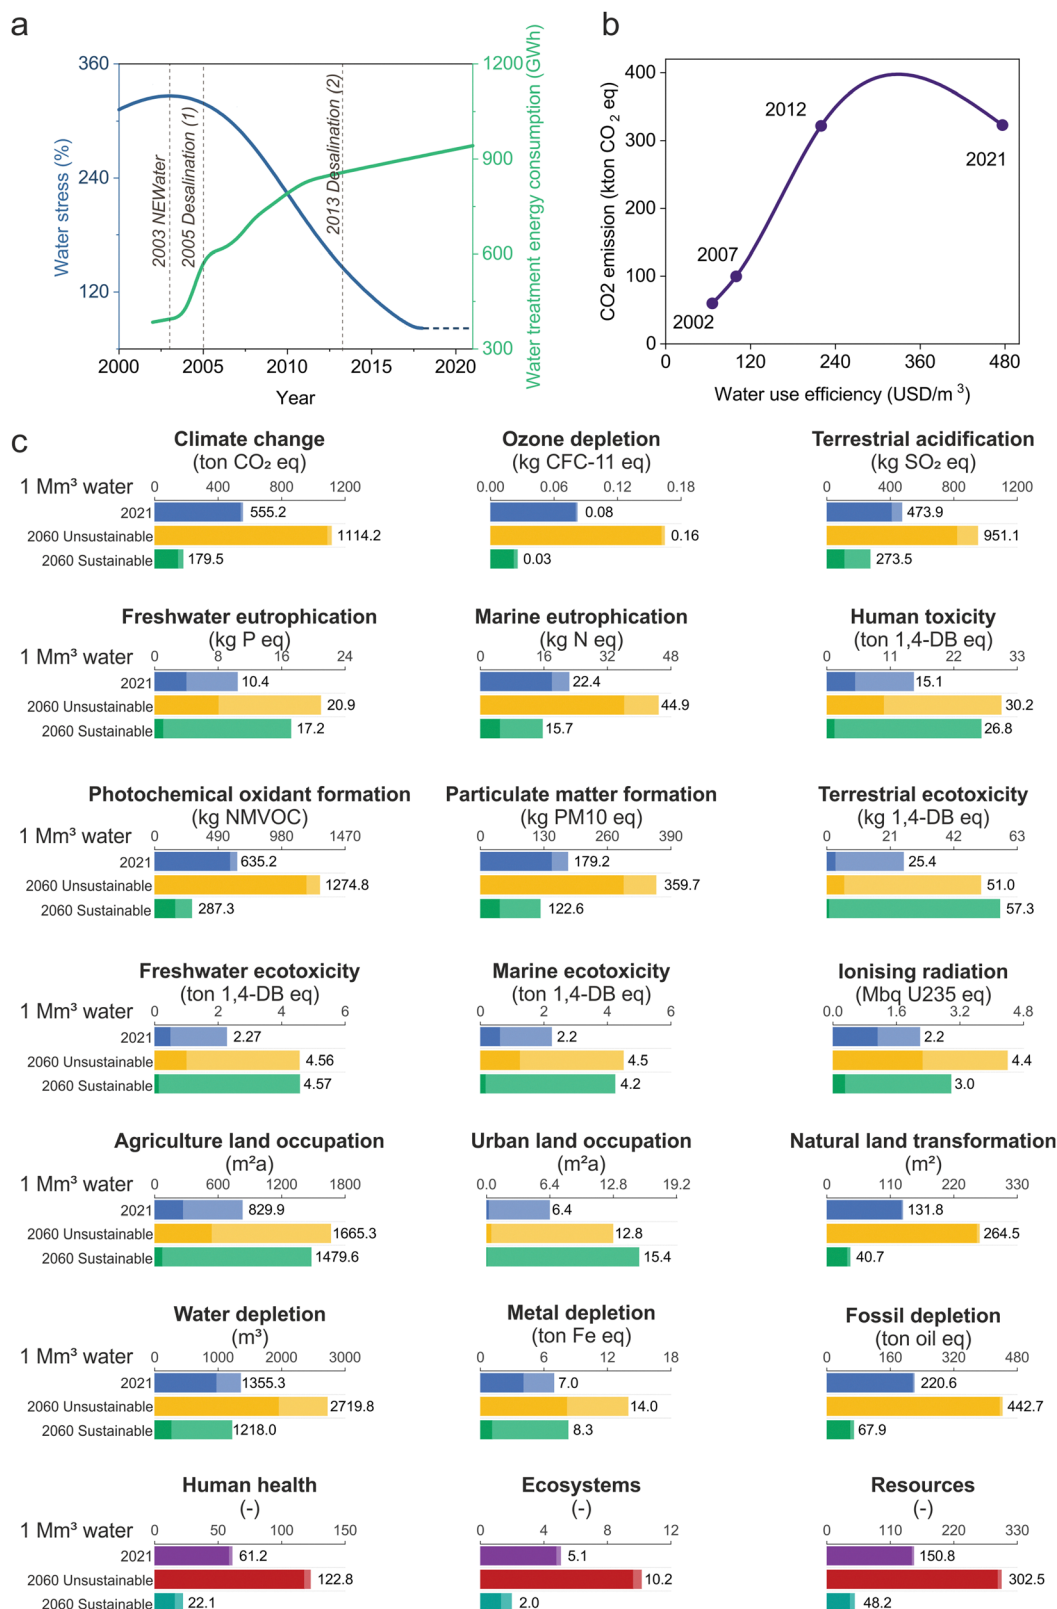 a
360
240
120
Water stress (%)
2003 NEWater
2005 Desalination (1)
2013 Desalination (2)
1200
900
600
300
Water treatment energy consumption (GWh)
2000 2005 2010 2015 2020
Year
b
400
300
200
100
0
CO2 emission (kton CO2 eq)
2012
2021
2007
2002
0 120 240 360 480
Water use efficiency (USD/m³)
c
Climate change
(ton CO₂ eq)
1 Mm³ water
0 400 800 1200
2021
555.2
2060 Unsustainable
1114.2
2060 Sustainable
179.5
Ozone depletion
(kg CFC-11 eq)
0.00 0.06 0.12 0.18
0.08
0.16
0.03
Terrestrial acidification
(kg SO₂ eq)
0 400 800 1200
473.9
951.1
273.5
Freshwater eutrophication
(kg P eq)
1 Mm³ water
0 8 16 24
2021
10.4
2060 Unsustainable
20.9
2060 Sustainable
17.2
Marine eutrophication
(kg N eq)
0 16 32 48
22.4
44.9
15.7
Human toxicity
(ton 1,4-DB eq)
0 11 22 33
15.1
30.2
26.8
Photochemical oxidant formation
(kg NMVOC)
1 Mm³ water
0 490 980 1470
2021
635.2
2060 Unsustainable
1274.8
2060 Sustainable
287.3
Particulate matter formation
(kg PM10 eq)
0 130 260 390
179.2
359.7
122.6
Terrestrial ecotoxicity
(kg 1,4-DB eq)
0 21 42 63
25.4
51.0
57.3
Freshwater ecotoxicity
(ton 1,4-DB eq)
1 Mm³ water
0 2 4 6
2021
2.27
2060 Unsustainable
4.56
2060 Sustainable
4.57
Marine ecotoxicity
(ton 1,4-DB eq)
0 2 4 6
2.2
4.5
4.2
Ionising radiation
(Mbq U235 eq)
0.0 1.6 3.2 4.8
2.2
4.4
3.0
Agriculture land occupation
(m²a)
1 Mm³ water
0 600 1200 1800
2021
829.9
2060 Unsustainable
1665.3
2060 Sustainable
1479.6
Urban land occupation
(m²a)
0.0 6.4 12.8 19.2
6.4
12.8
15.4
Natural land transformation
(m²)
0 110 220 330
131.8
264.5
40.7
Water depletion
(m³)
1 Mm³ water
0 1000 2000 3000
2021
1355.3
2060 Unsustainable
2719.8
2060 Sustainable
1218.0
Metal depletion
(ton Fe eq)
0 6 12 18
7.0
14.0
8.3
Fossil depletion
(ton oil eq)
0 160 320 480
220.6
442.7
67.9
Human health
(-)
1 Mm³ water
0 50 100 150
2021
61.2
2060 Unsustainable
122.8
2060 Sustainable
22.1
Ecosystems
(-)
0 4 8 12
5.1
10.2
2.0
Resources
(-)
0 110 220 330
150.8
302.5
48.2